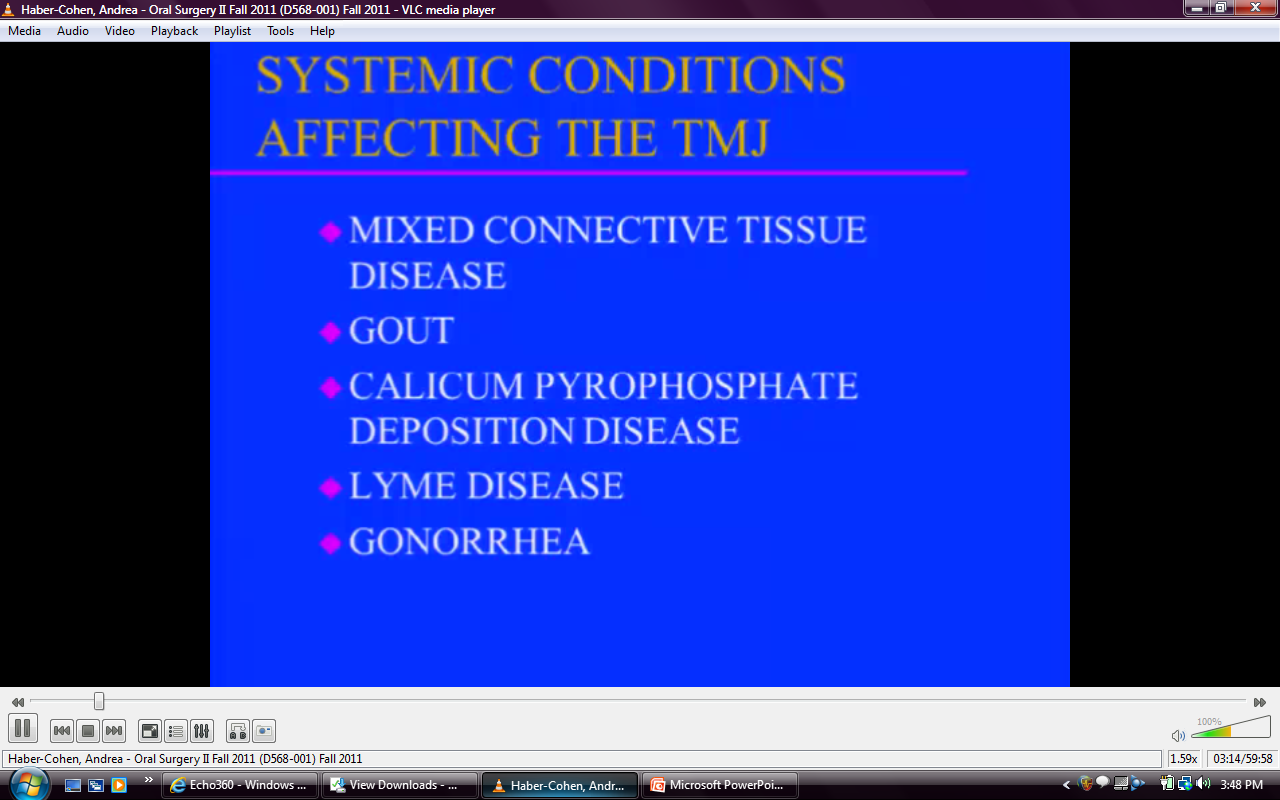 Haber-Cohen, Andrea - Oral Surgery II Fall 2011 (D568-001) Fall 2011 - VLC media player
Media Audio Video Playback Playlist Tools Help
SYSTEMIC CONDITIONS
AFFECTING THE TMJ
MIXED CONNECTIVE TISSUE
DISEASE
GOUT
CALICUM PYROPHOSPHATE
DEPOSITION DISEASE
LYME DISEASE
GONORRHEA
100%
Haber-Cohen, Andrea - Oral Surgery II Fall 2011 (D568-001) Fall 2011 1.59x 03:14/59:58
Echo360 - Windows ... View Downloads - ... Haber-Cohen, Andr... Microsoft PowerPoi... 3:48 PM